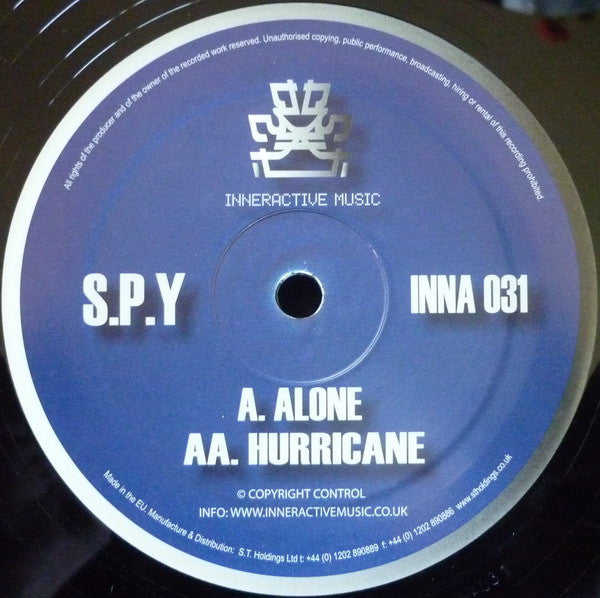 All rights of the producer and of the owner of the recorded work reserved. Unauthorised copying, public performance, broadcasting, hiring or rental of this recording prohibited.
INNERACTIVE MUSIC
S.P.Y
INNA 031
A. ALONE
AA. HURRICANE
© COPYRIGHT CONTROL
INFO: WWW.INNERACTIVEMUSIC.CO.UK
Made in the EU. Manufacture & Distribution: S.T. Holdings Ltd t: +44 (0) 1202 890889 f: +44 (0) 1202 890886 www.stholdings.co.uk